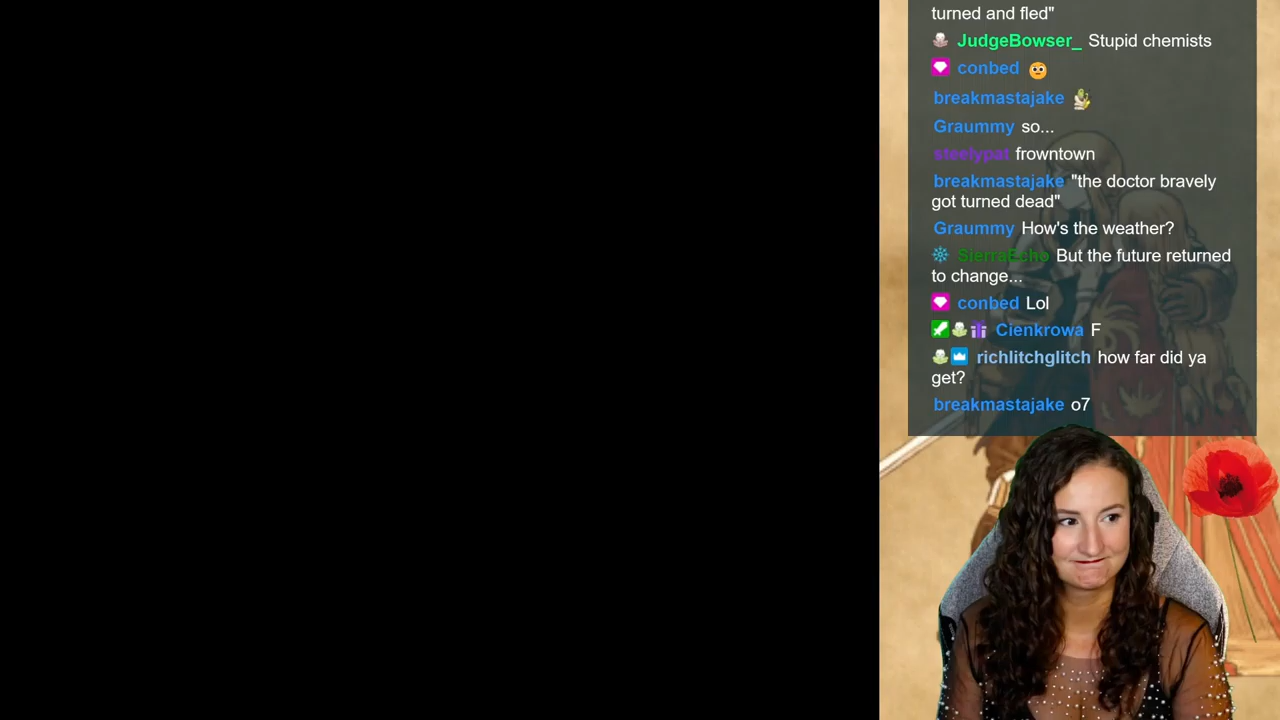 turned and fled"
JudgeBowser_ Stupid chemists
conbed
breakmastajake
Graummy so...
steelypat frowntown
breakmastajake "the doctor bravely
got turned dead"
Graummy How's the weather?
SierraEcho But the future returned
to change...
conbed Lol
Cienkrowa F
richlitchglitch how far did ya
get?
breakmastajake o7